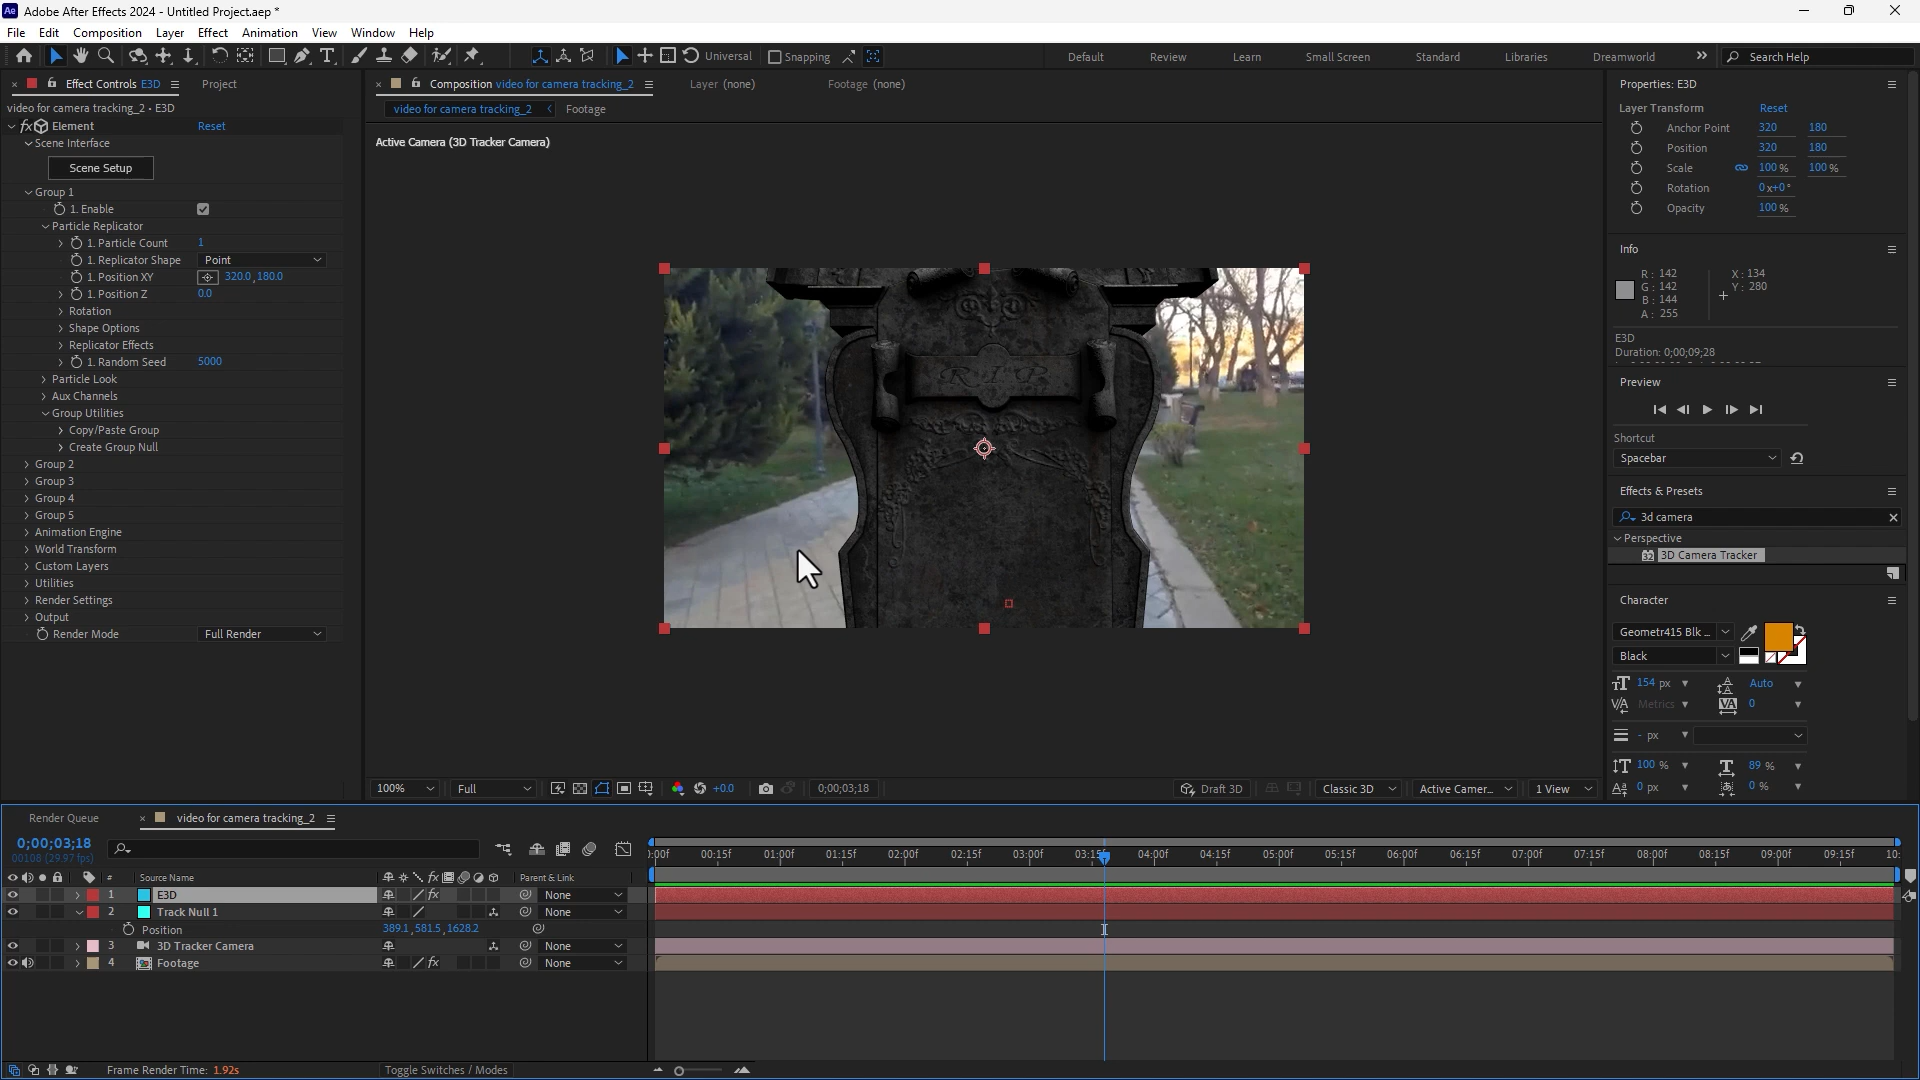 Adobe After Effects 2024 - Untitled Project.aep *
File Edit Composition Layer Effect Animation View Window Help
Universal Snapping Default Review Learn Small Screen Standard Libraries Dreamworld Search Help
Effect Controls E3D Project
video for camera tracking_2 • E3D
fx Element Reset
Scene Interface
Scene Setup
Group 1
1. Enable
Particle Replicator
1. Particle Count 1
1. Replicator Shape Point
1. Position XY 320.0, 180.0
1. Position Z 0.0
Rotation
Shape Options
Replicator Effects
1. Random Seed 5000
Particle Look
Aux Channels
Group Utilities
Copy/Paste Group
Create Group Null
Group 2
Group 3
Group 4
Group 5
Animation Engine
World Transform
Custom Layers
Utilities
Render Settings
Output
Render Mode Full Render
Composition video for camera tracking_2 Layer (none) Footage (none)
video for camera tracking_2 Footage
Active Camera (3D Tracker Camera)
R I P
100% Full +0.0 0;00;03;18 Draft 3D Classic 3D Active Camer... 1 View
Properties: E3D
Layer Transform Reset
Anchor Point 320 180
Position 320 180
Scale 100 % 100 %
Rotation 0x+0°
Opacity 100 %
Info
R: 142 X: 134
G: 142 Y: 280
B: 144
A: 255
E3D
Duration: 0;00;09;28
Preview
Shortcut
Spacebar
Effects & Presets
3d camera
Perspective
32 3D Camera Tracker
Character
Geometr415 Blk ...
Black
154 px Auto
Metrics 0
- px
100 % 89 %
0 px 0 %
Render Queue video for camera tracking_2
0;00;03;18
00108 (29.97 fps)
:00f 00:15f 01:00f 01:15f 02:00f 02:15f 03:00f 03:15f 04:00f 04:15f 05:00f 05:15f 06:00f 06:15f 07:00f 07:15f 08:00f 08:15f 09:00f 09:15f 10:
# Source Name Parent & Link
1 E3D None
2 Track Null 1 None
Position 389.1, 581.5, 1628.2
3 3D Tracker Camera None
4 Footage None
Frame Render Time: 1.92s Toggle Switches / Modes